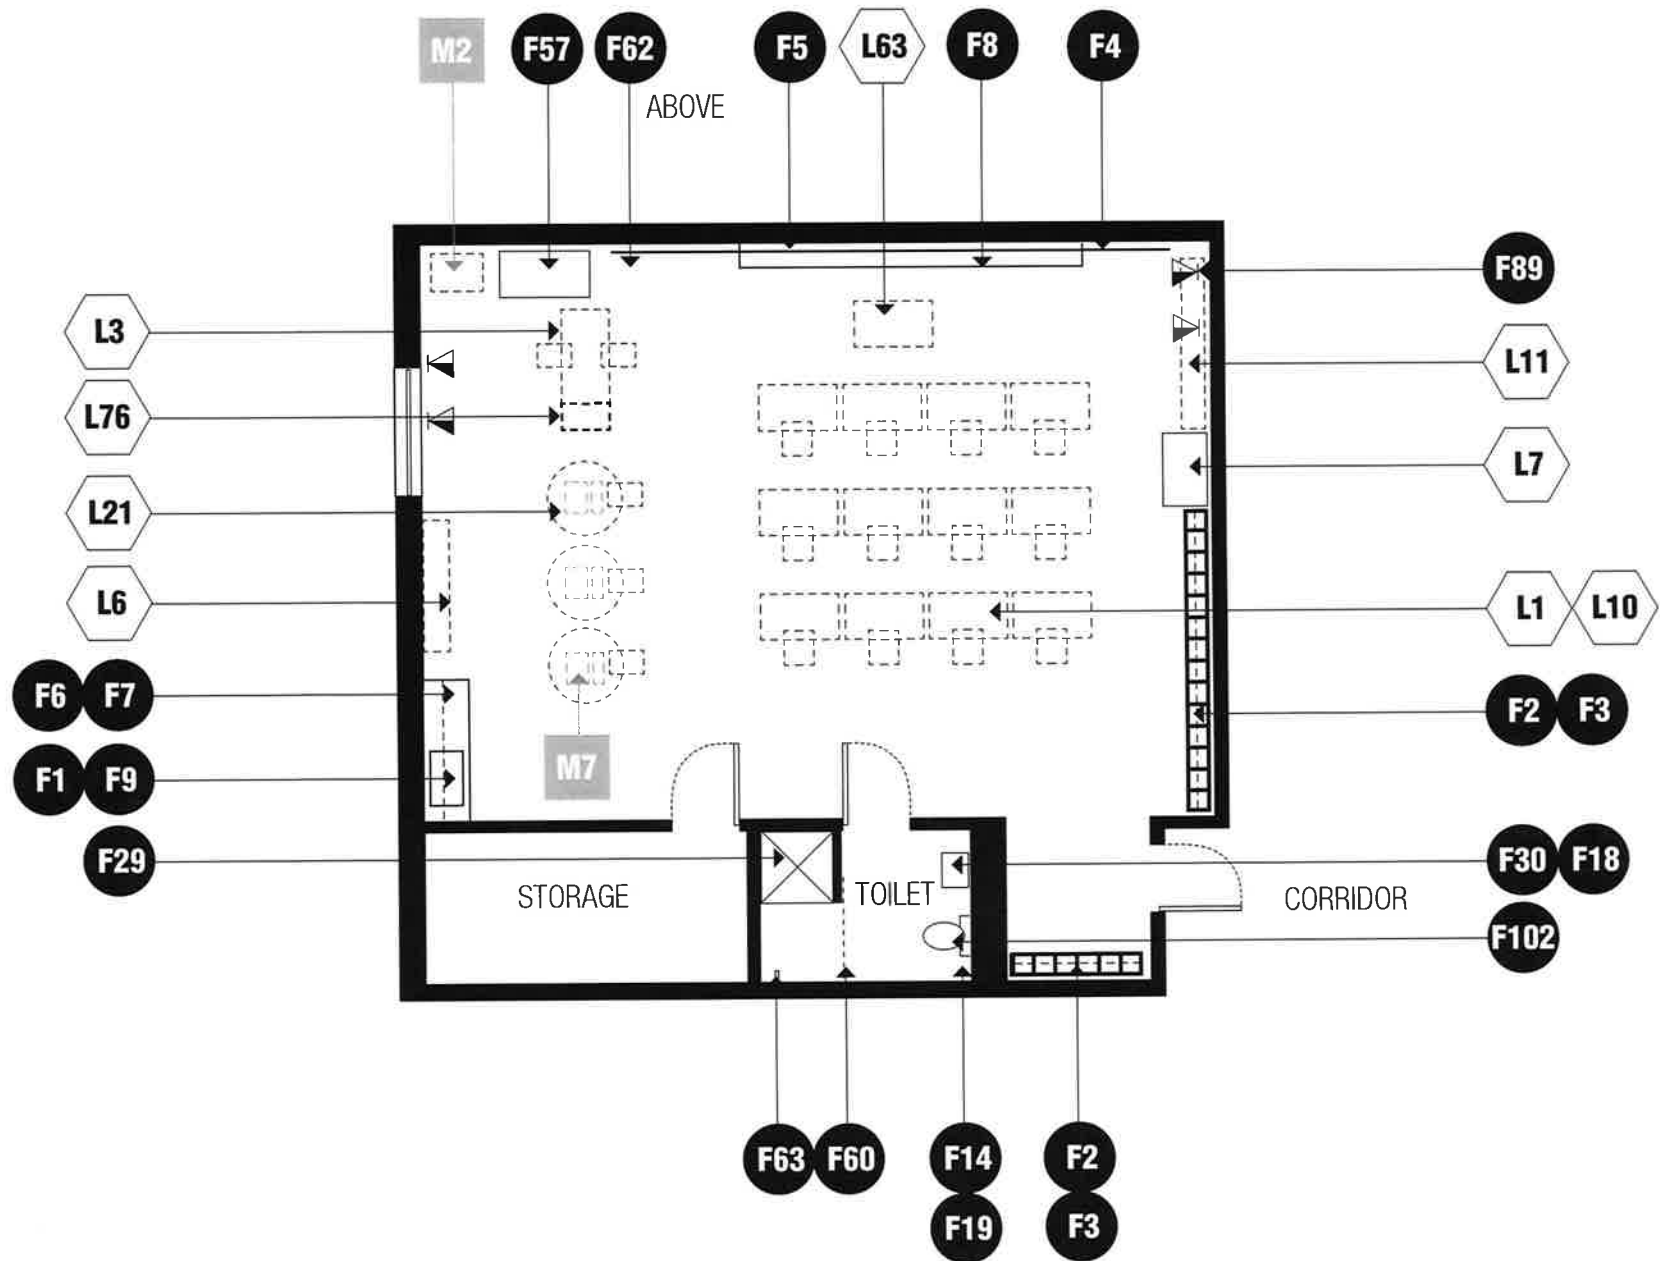 M2 F57 F62 F5 L63 F8 F4
ABOVE
F89
L3
L11
L76
L7
L21
L6
L1 L10
F6 F7
F2 F3
F1 F9
M7
F29
F30 F18
STORAGE
TOILET
CORRIDOR
F102
F63 F60 F14 F2
F19 F3